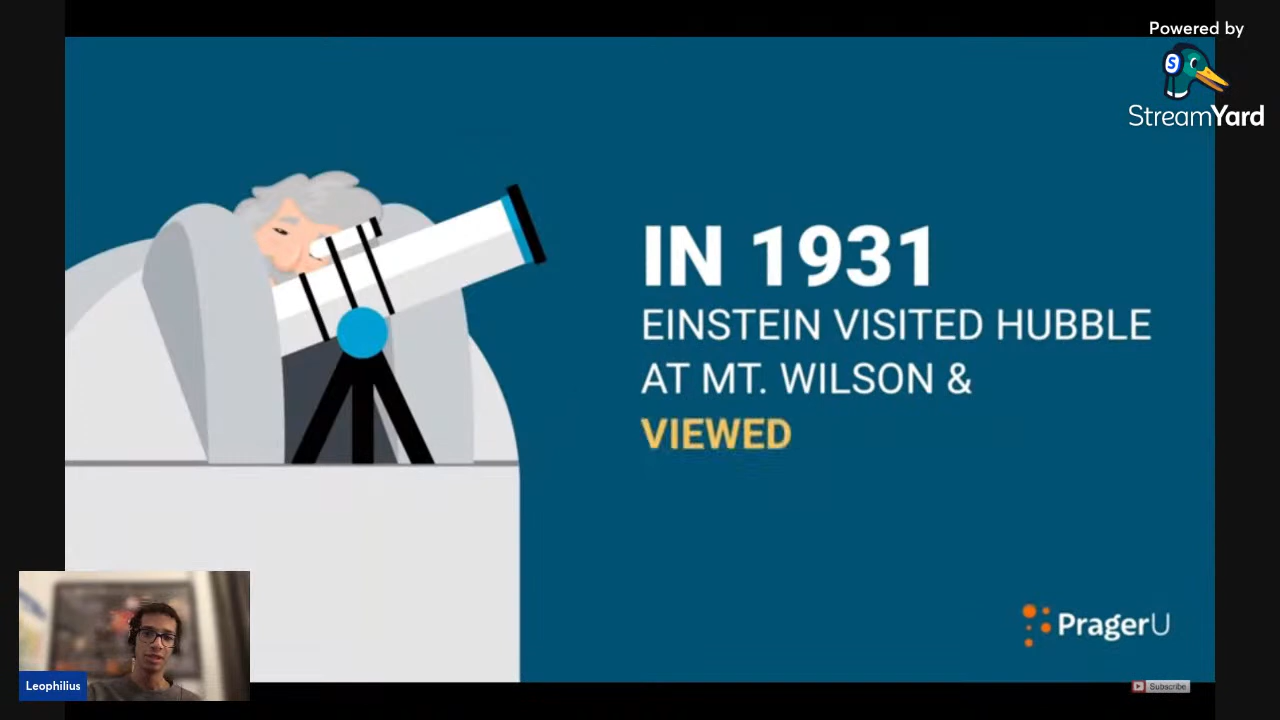 Powered by
StreamYard
IN 1931
EINSTEIN VISITED HUBBLE
AT MT. WILSON &
VIEWED
PragerU
Subscribe
Leophilius